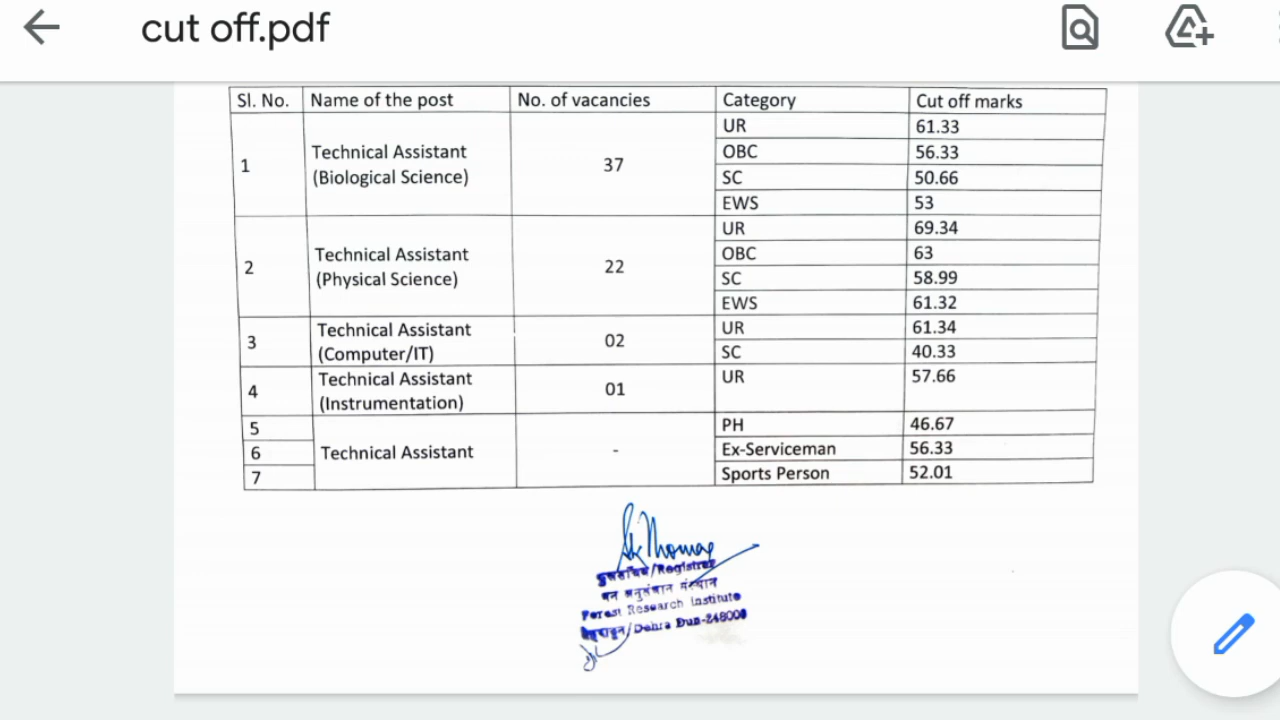 cut off.pdf
Sl. No. Name of the post No. of vacancies Category Cut off marks
1 Technical Assistant (Biological Science) 37 UR 61.33
OBC 56.33
SC 50.66
EWS 53
2 Technical Assistant (Physical Science) 22 UR 69.34
OBC 63
SC 58.99
EWS 61.32
3 Technical Assistant (Computer/IT) 02 UR 61.34
SC 40.33
4 Technical Assistant (Instrumentation) 01 UR 57.66
5 Technical Assistant - PH 46.67
6 Ex-Serviceman 56.33
7 Sports Person 52.01
Thomas
/Registrar
वन अनुसंधान संस्थान
Forest Research Institute
देहरादून/Dehra Dun-248006